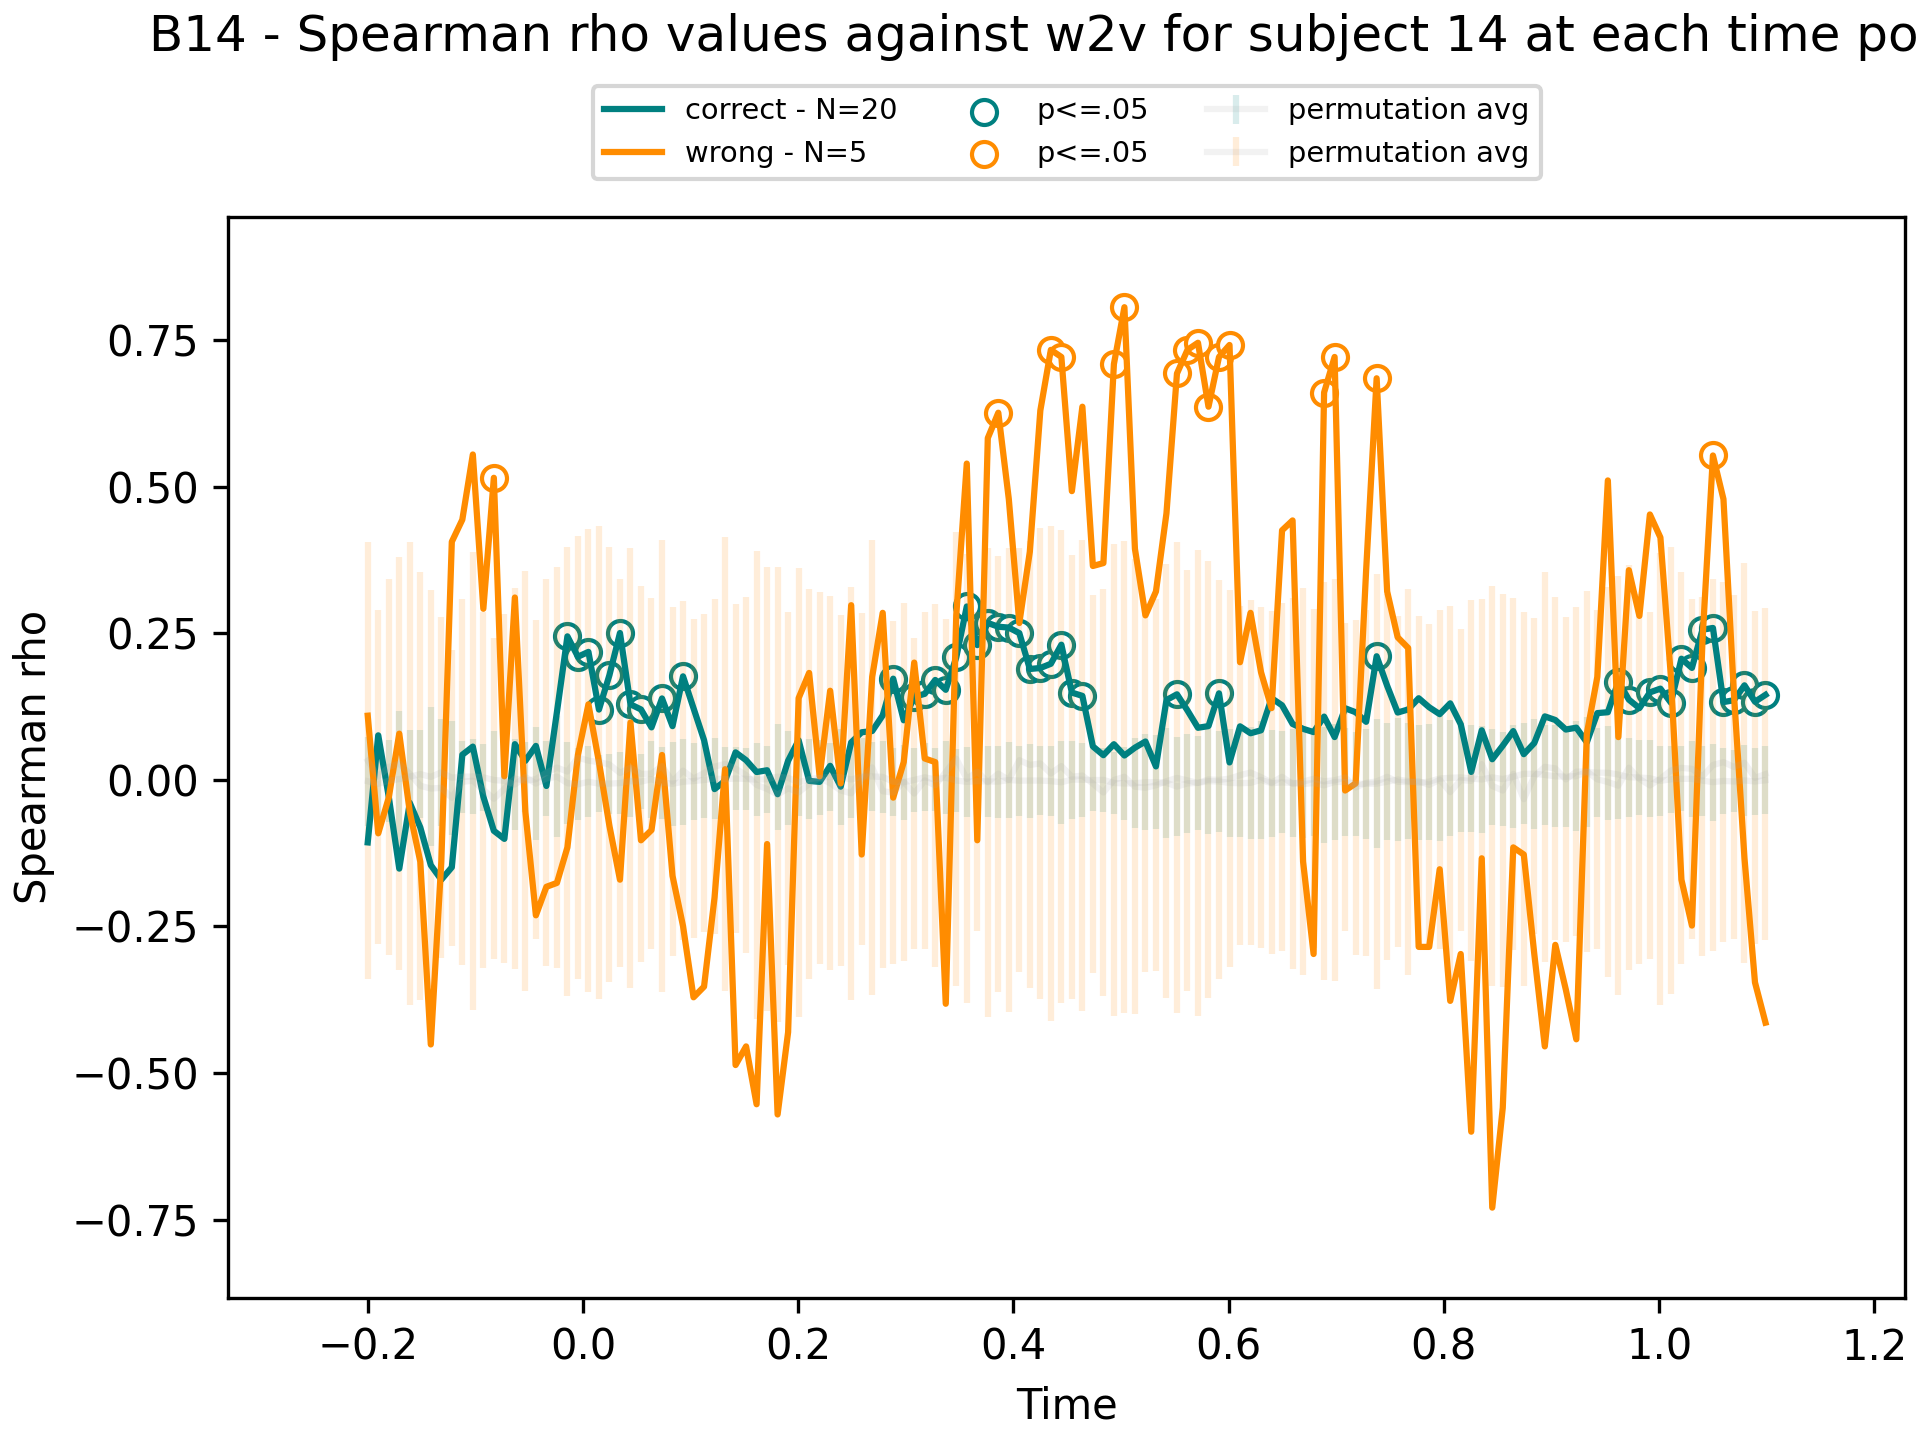 B14 - Spearman rho values against w2v for subject 14 at each time po
correct - N=20 p<=.05 permutation avg
wrong - N=5 p<=.05 permutation avg
Spearman rho
0.75
0.50
0.25
0.00
−0.25
−0.50
−0.75
−0.2 0.0 0.2 0.4 0.6 0.8 1.0 1.2
Time